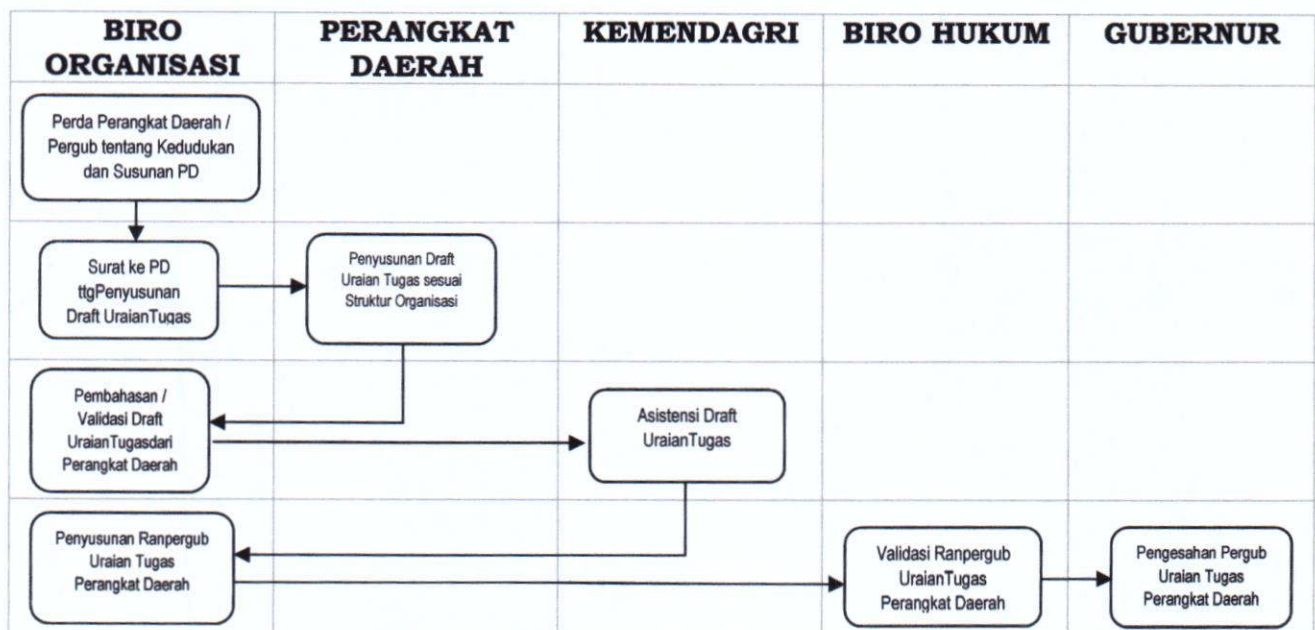 BIRO
ORGANISASI
PERANGKAT
DAERAH
KEMENDAGRI
BIRO HUKUM
GUBERNUR
Perda Perangkat Daerah /
Pergub tentang Kedudukan
dan Susunan PD
Surat ke PD
ttgPenyusunan
Draft UraianTugas
Penyusunan Draft
Uraian Tugas sesuai
Struktur Organisasi
Pembahasan /
Validasi Draft
UraianTugasdari
Perangkat Daerah
Asistensi Draft
UraianTugas
Penyusunan Ranpergub
Uraian Tugas
Perangkat Daerah
Validasi Ranpergub
UraianTugas
Perangkat Daerah
Pengesahan Pergub
Uraian Tugas
Perangkat Daerah